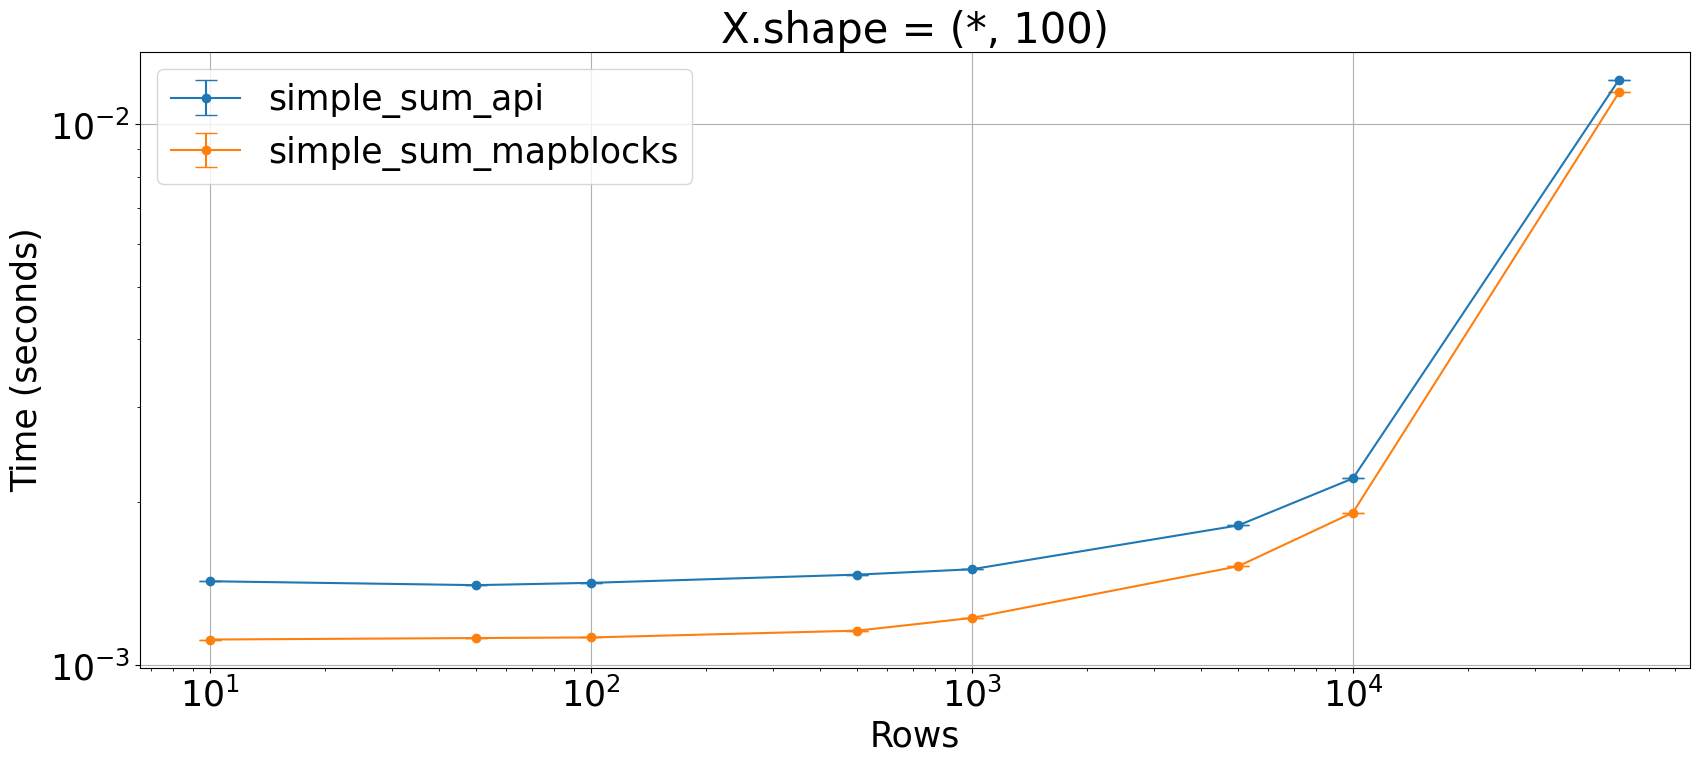 X.shape = (*, 100)
simple_sum_api
simple_sum_mapblocks
Time (seconds)
10⁻²
10⁻³
10¹ 10² 10³ 10⁴
Rows